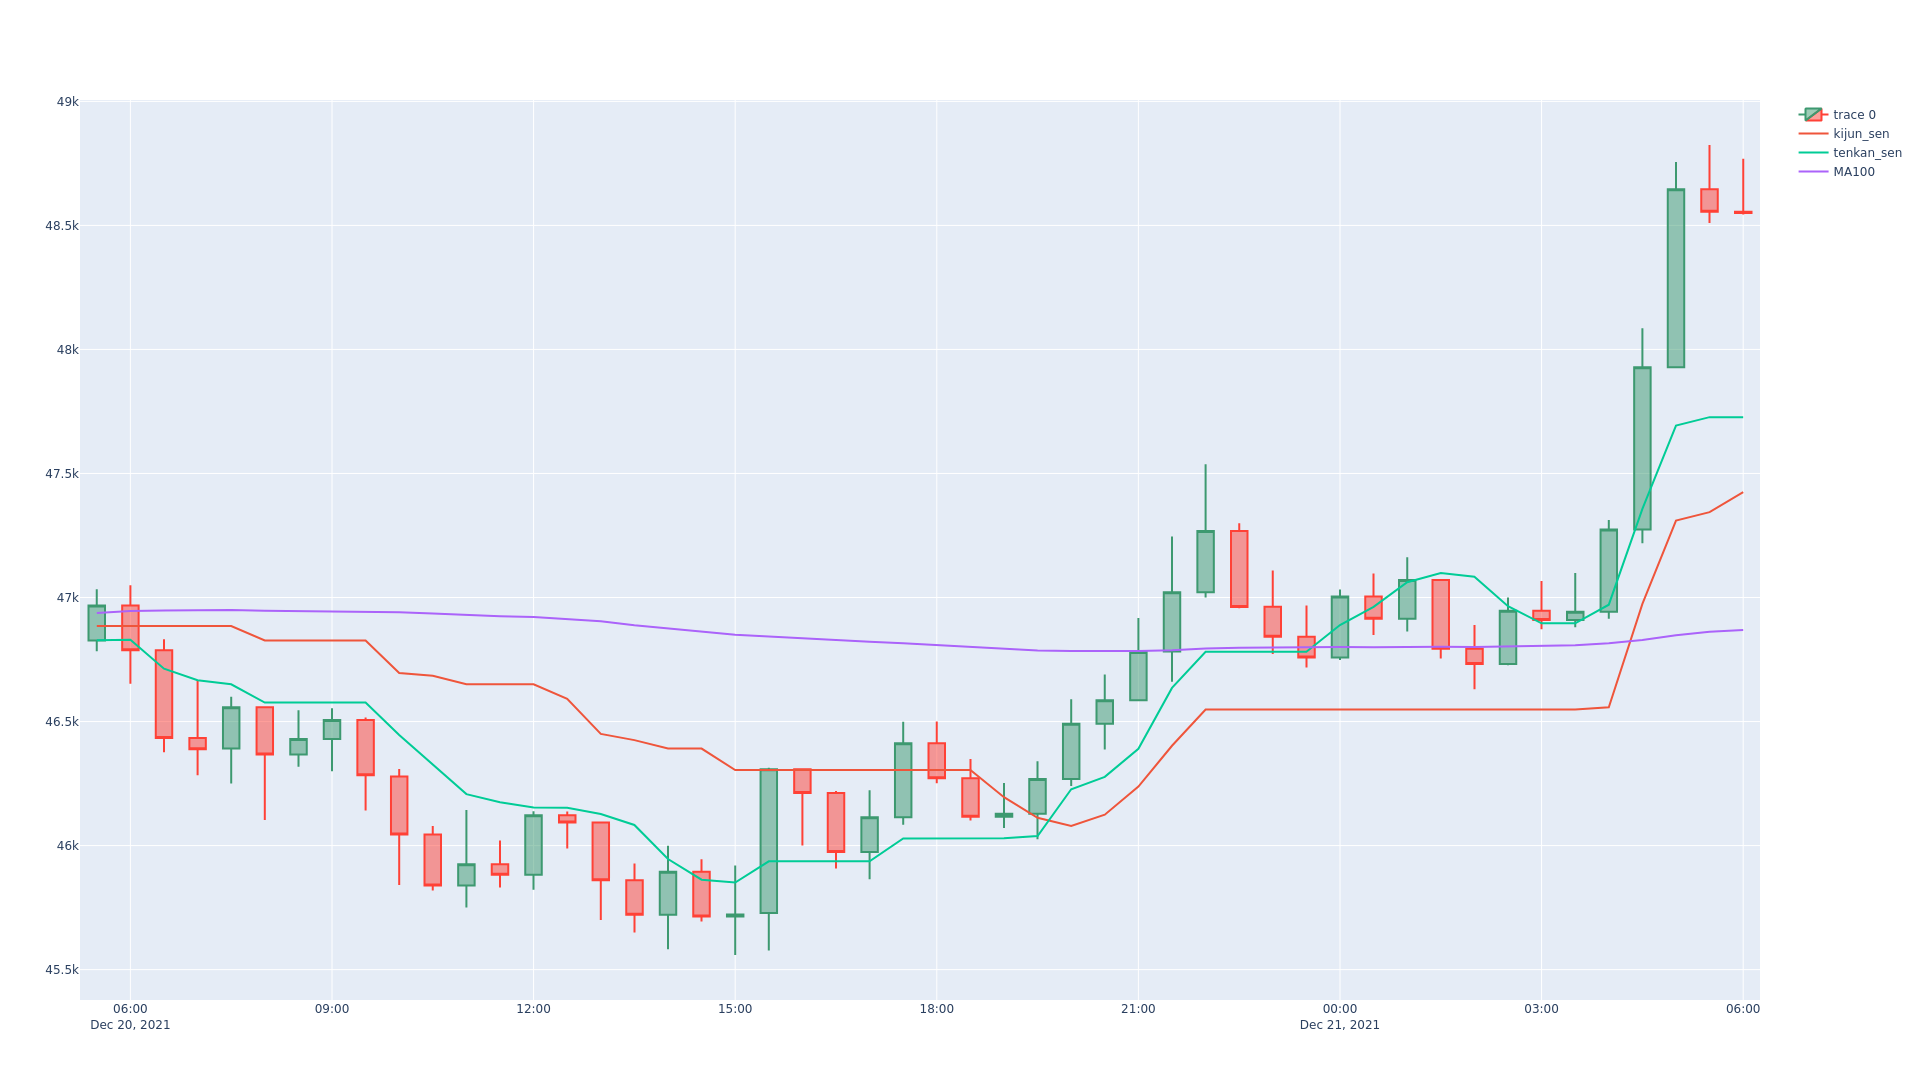 49k
48.5k
48k
47.5k
47k
46.5k
46k
45.5k
06:00 09:00 12:00 15:00 18:00 21:00 00:00 03:00 06:00
Dec 20, 2021 Dec 21, 2021
trace 0
kijun_sen
tenkan_sen
MA100